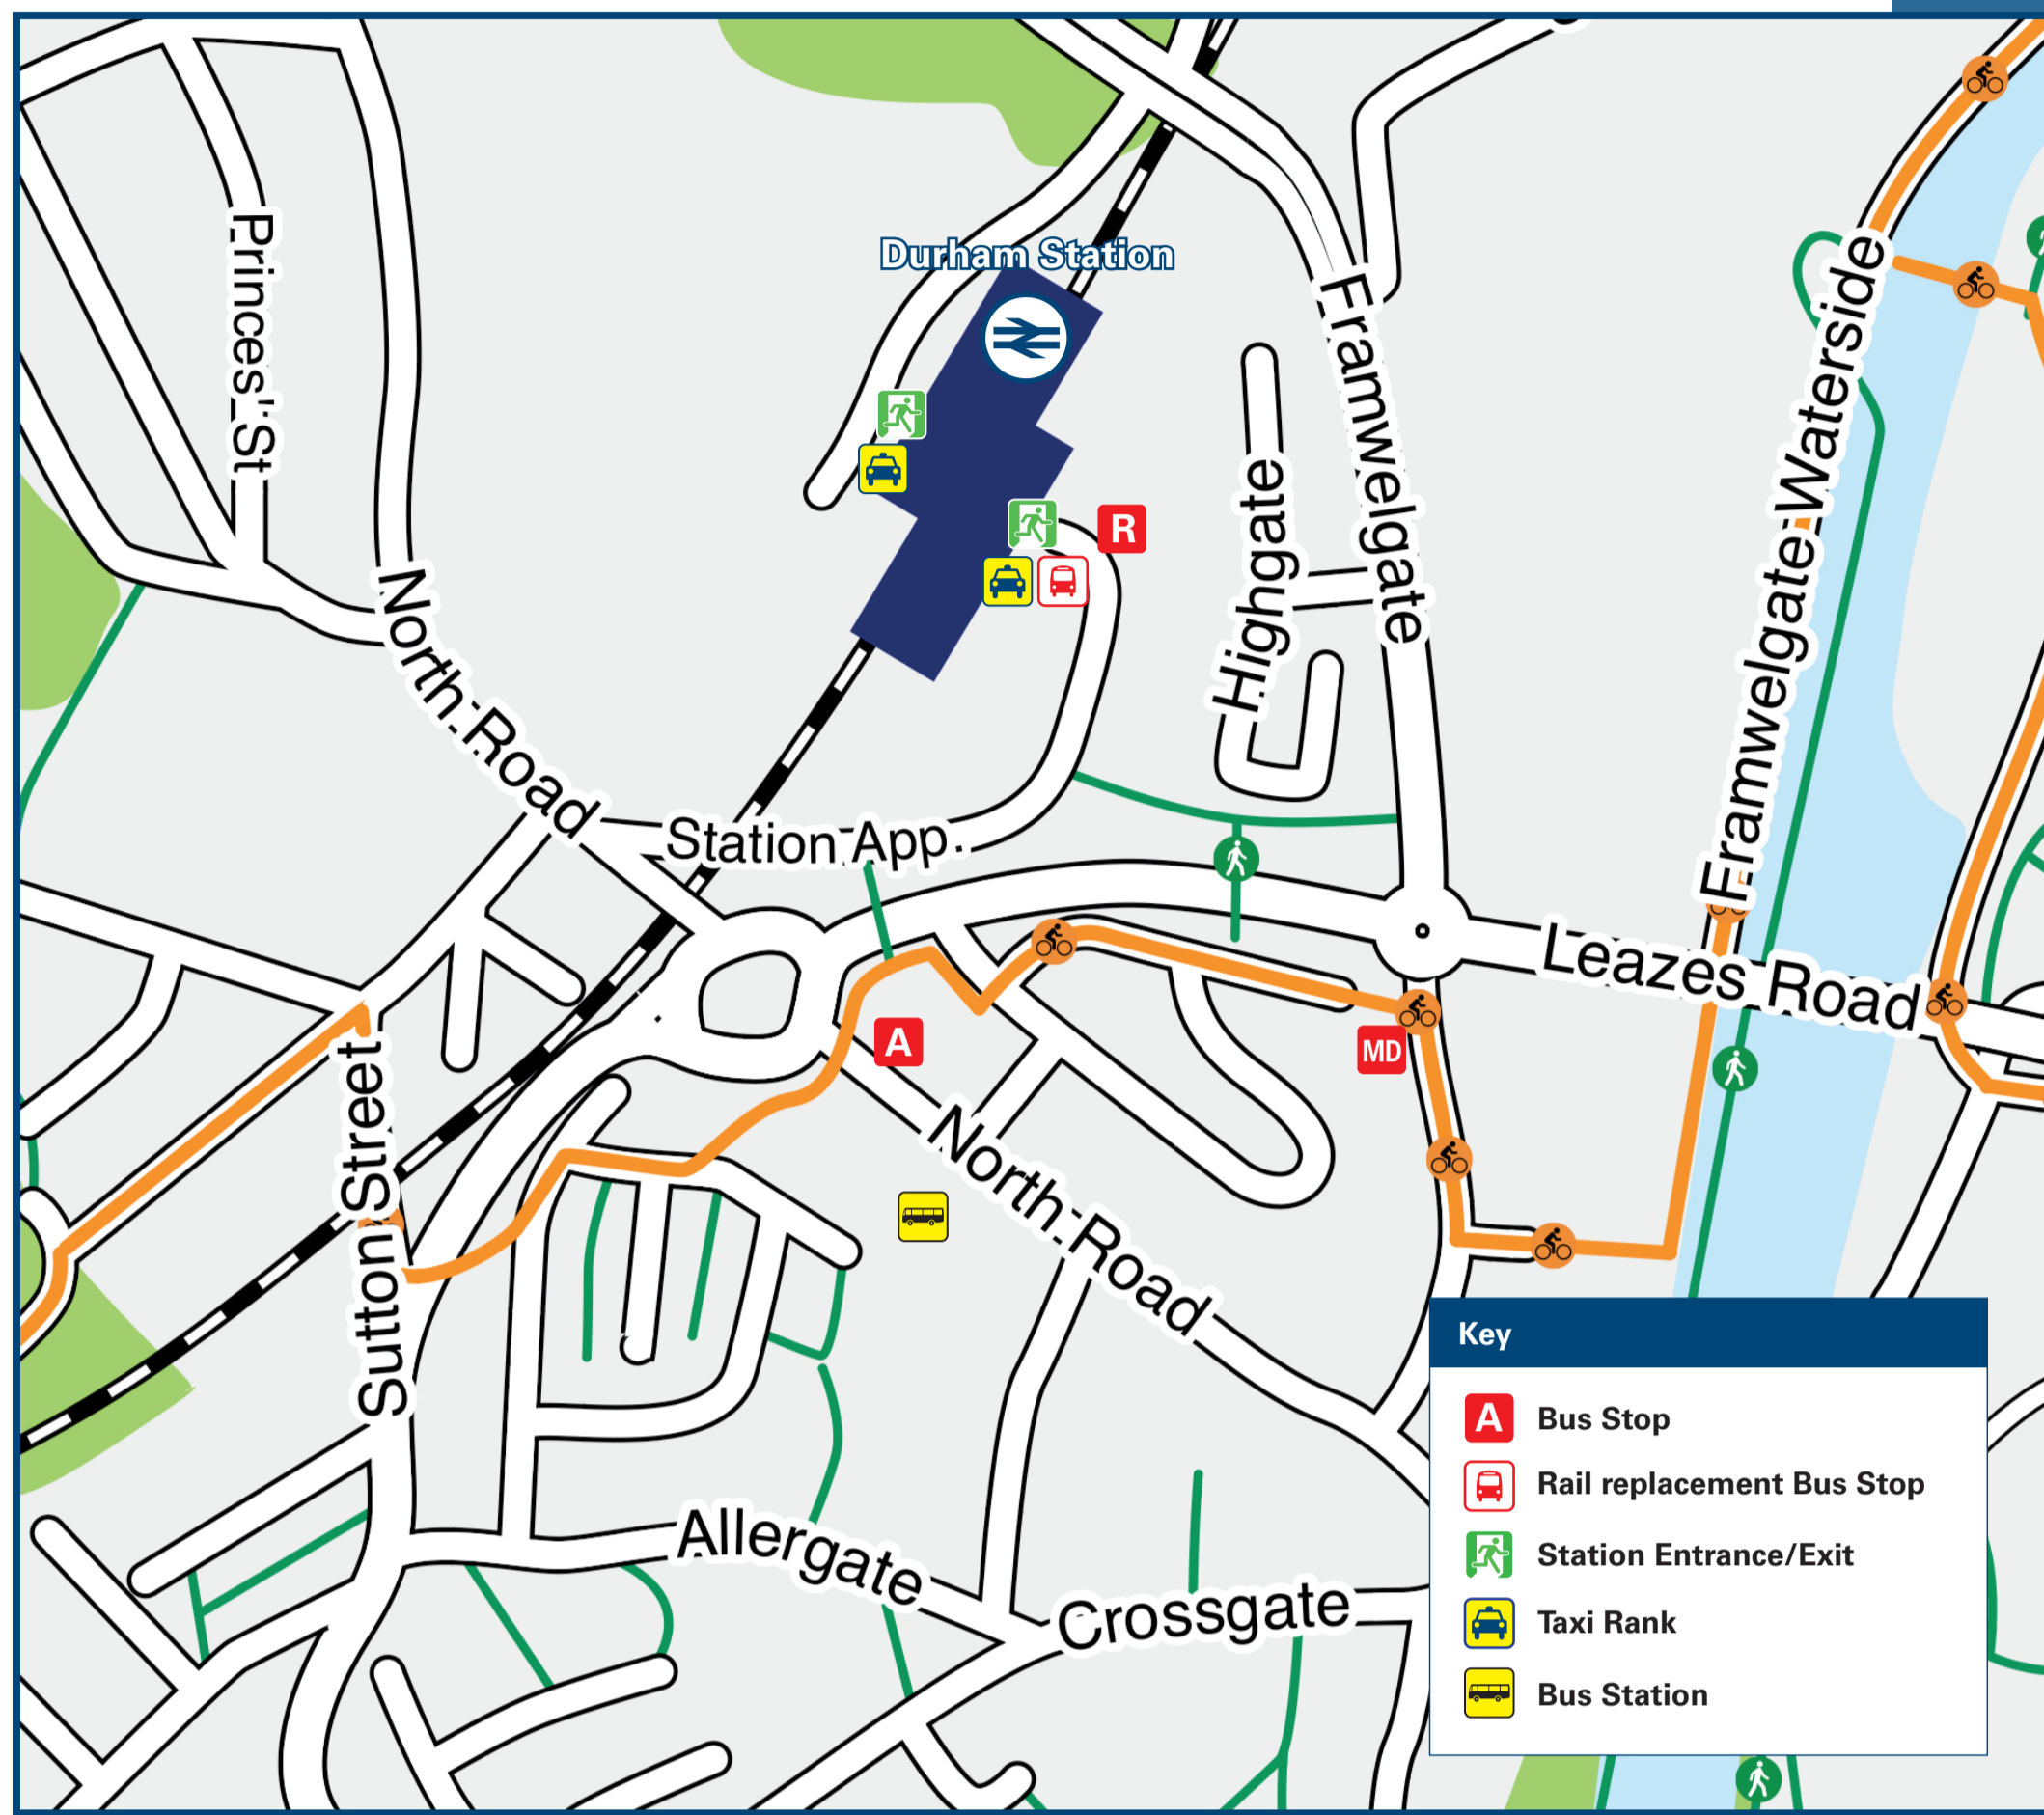 Princes' St
Durham Station
Framwelgate
Framwelgate Waterside
Highgate
R
North Road
Station App.
Leazes Road
A
MD
North Road
Sutton Street
Allergate
Crossgate
Key
A Bus Stop
Rail replacement Bus Stop
Station Entrance/Exit
Taxi Rank
Bus Station